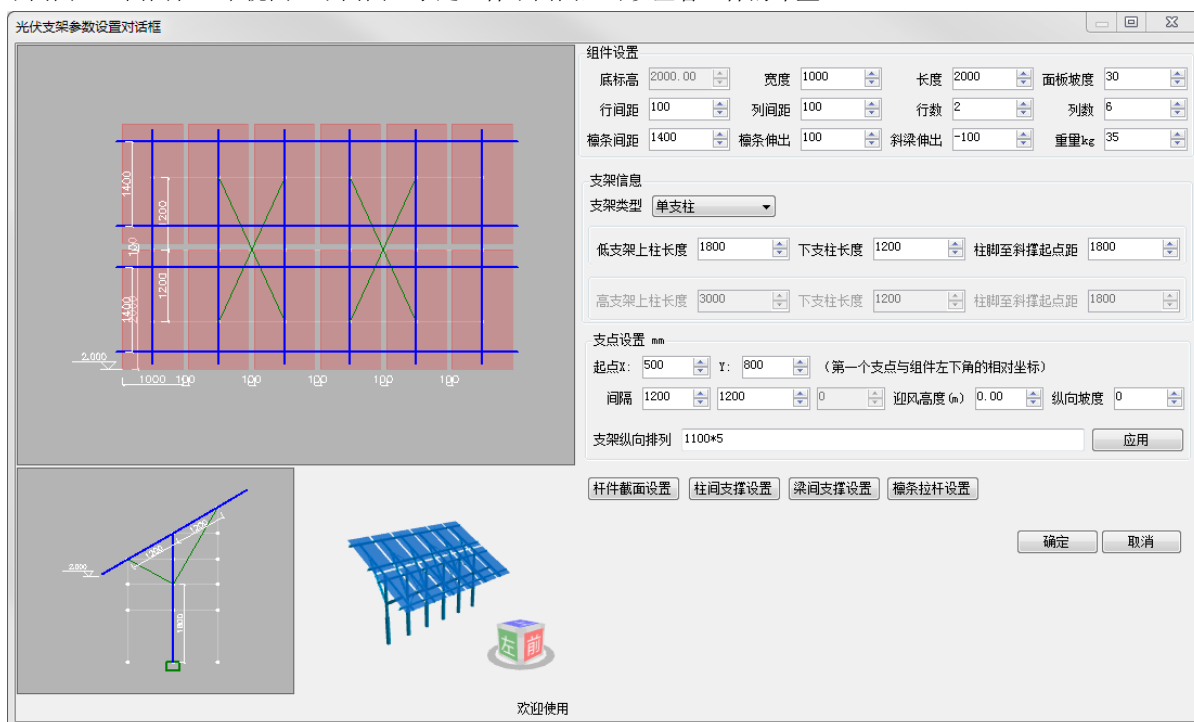 光伏支架参数设置对话框
组件设置
底标高 2000.00 宽度 1000 长度 2000 面板坡度 30
行间距 100 列间距 100 行数 2 列数 6
檩条间距 1400 檩条伸出 100 斜梁伸出 -100 重量kg 35
支架信息
支架类型 单支柱
低支架上柱长度 1800 下支柱长度 1200 柱脚至斜撑起点距 1800
高支架上柱长度 3000 下支柱长度 1200 柱脚至斜撑起点距 1800
支点设置 mm
起点X: 500 Y: 800 (第一个支点与组件左下角的相对坐标)
间隔 1200 1200 0 迎风高度(m) 0.00 纵向坡度 0
支架纵向排列 1100*5 应用
杆件截面设置 柱间支撑设置 梁间支撑设置 檩条拉杆设置
确定 取消
1400
1200
100
1200
1400
2.000
1000 100 100 100 100 100
1200
1200
1800
左 前
欢迎使用